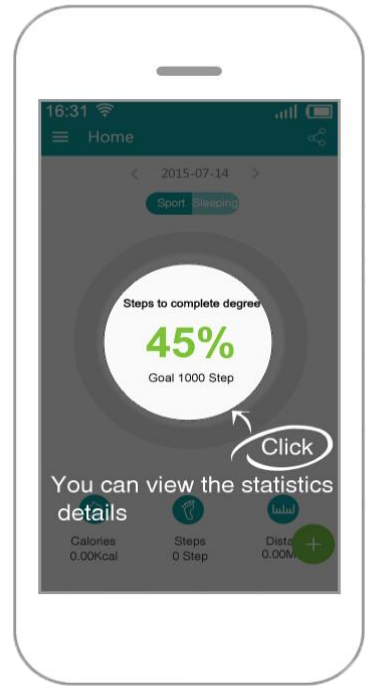 16:31
Home
2015-07-14
Sport Sleeping
Steps to complete degree
45%
Goal 1000 Step
Click
You can view the statistics
details
Calories Steps Dista
0.00Kcal 0 Step 0.00M